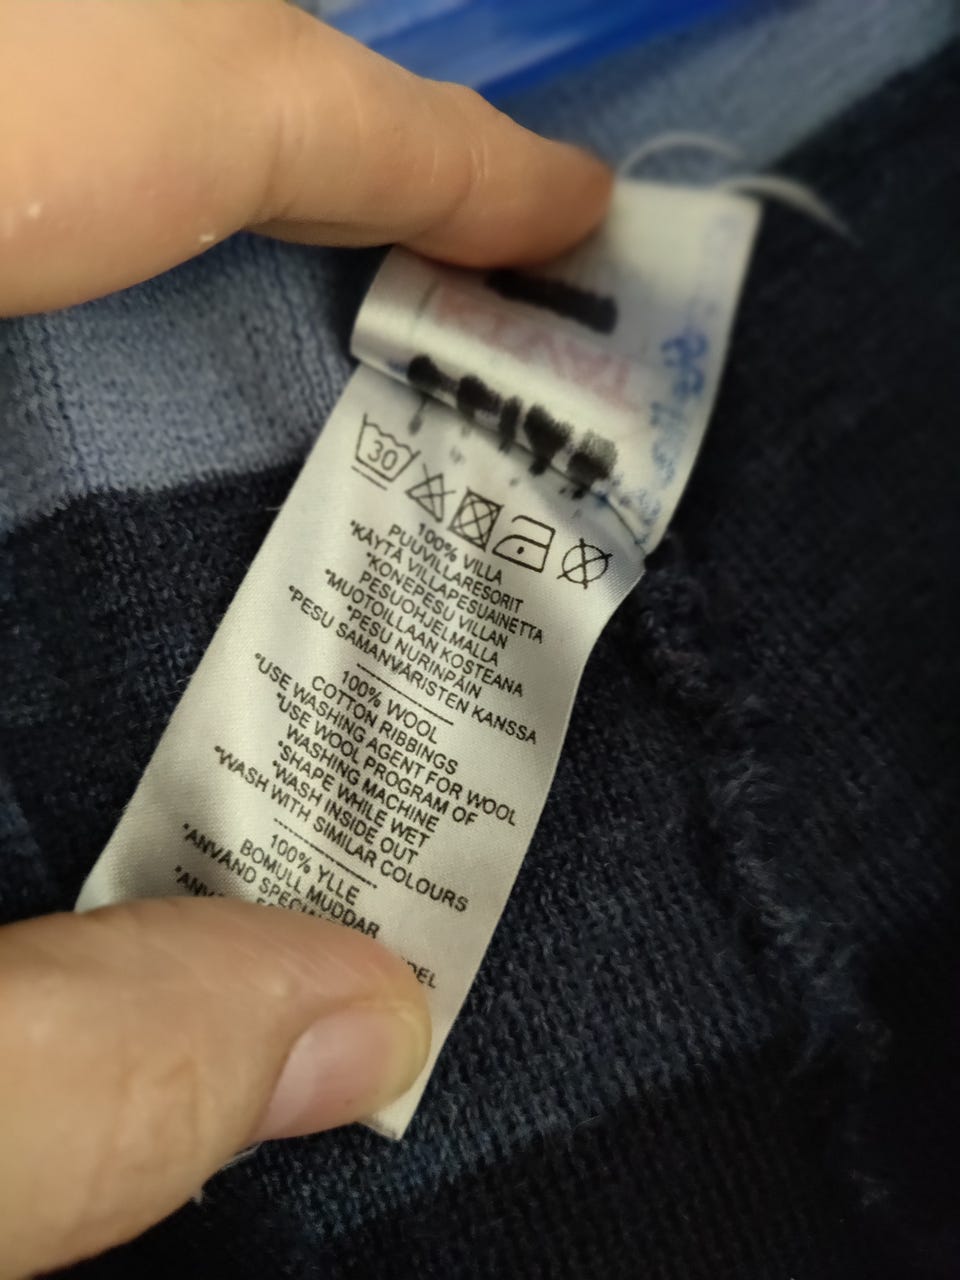 30
100% VILLA
PUUVILLARESORIT
*KÄYTÄ VILLAPESUAINETTA
*KONEPESU VILLAN
PESUOHJELMALLA
*MUOTOILLAAN KOSTEANA
*PESU NURINPÄIN
*PESU SAMANVÄRISTEN KANSSA
100% WOOL
COTTON RIBBINGS
*USE WASHING AGENT FOR WOOL
*USE WOOL PROGRAM OF
WASHING MACHINE
*SHAPE WHILE WET
*WASH INSIDE OUT
*WASH WITH SIMILAR COLOURS
100% YLLE
BOMULL MUDDAR
*ANVÄND